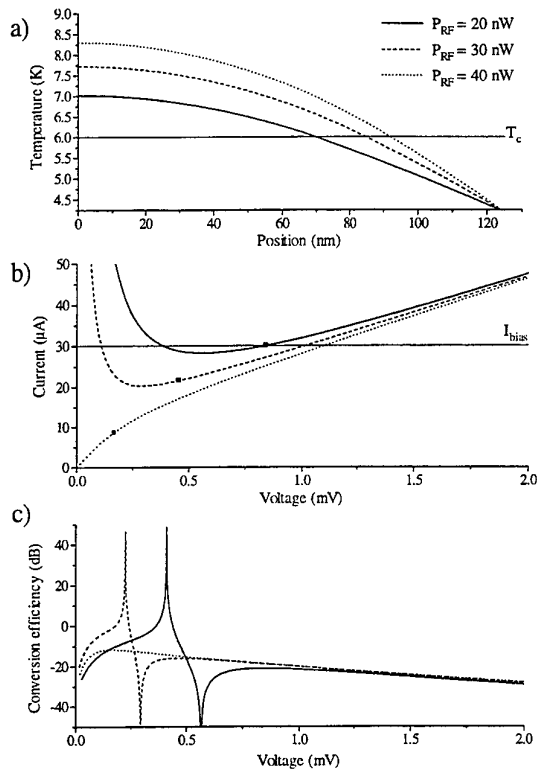 a)
P_RF = 20 nW
P_RF = 30 nW
P_RF = 40 nW
T_c
Temperature (K)
9.0
8.5
8.0
7.5
7.0
6.5
6.0
5.5
5.0
4.5
0 20 40 60 80 100 120
Position (nm)
b)
I_bias
Current (µA)
50
40
30
20
10
0
0.0 0.5 1.0 1.5 2.0
Voltage (mV)
c)
Conversion efficiency (dB)
40
20
0
-20
-40
0.0 0.5 1.0 1.5 2.0
Voltage (mV)